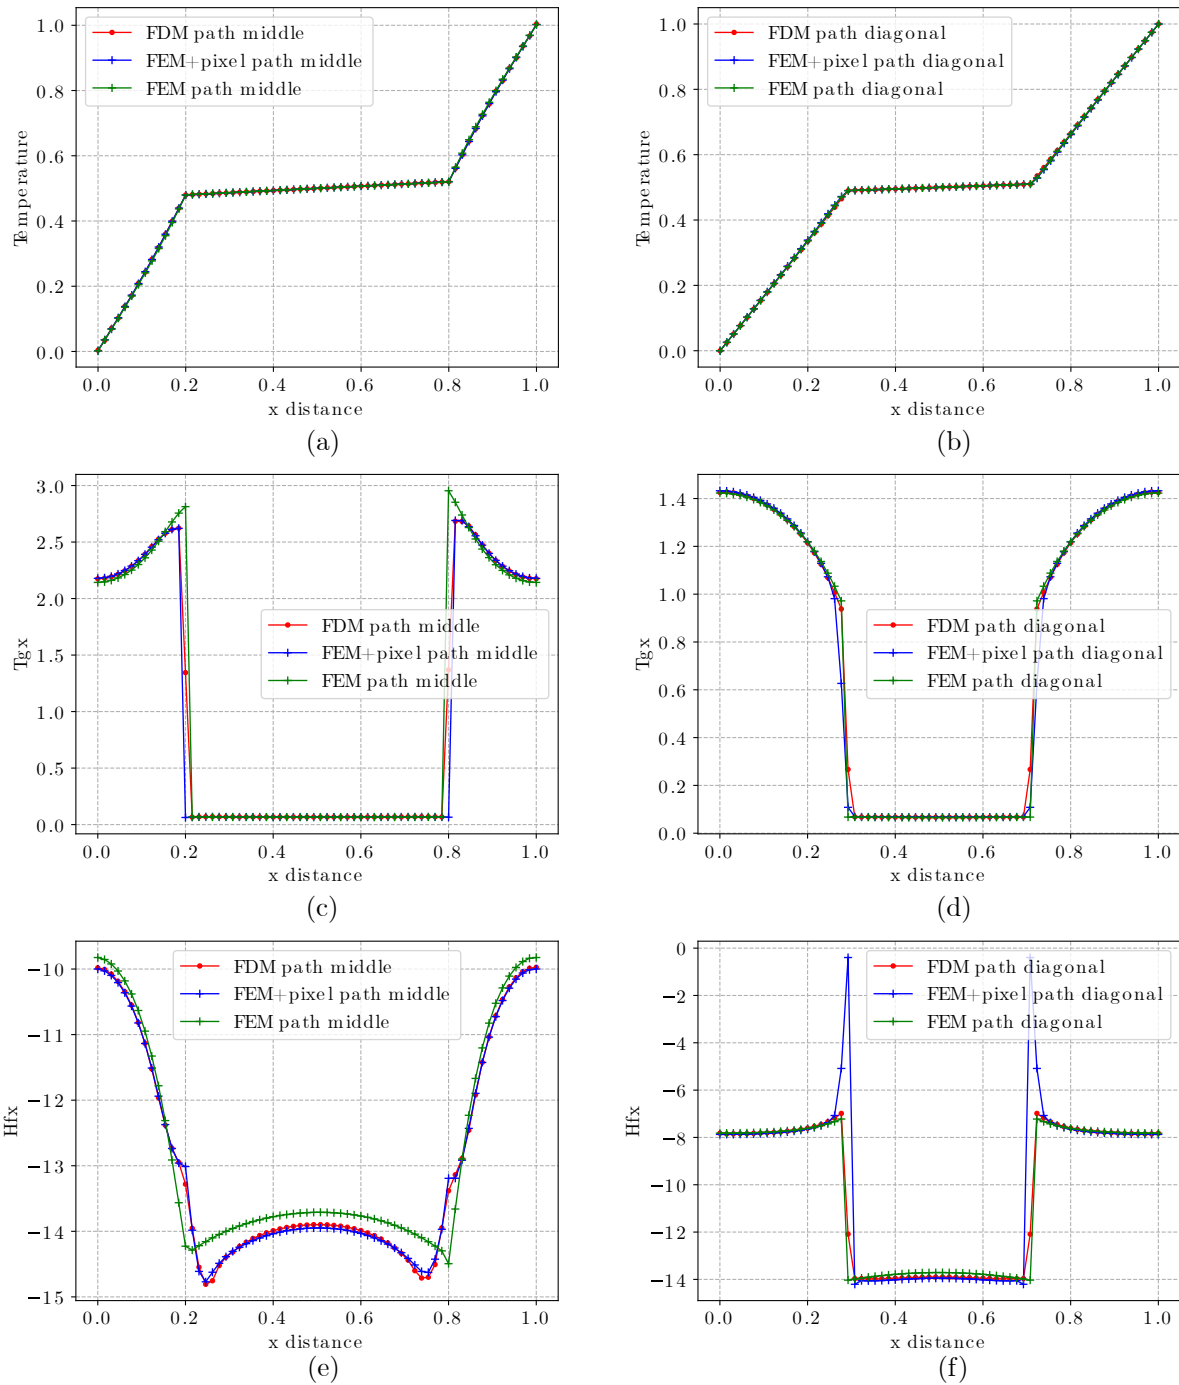 FDM path middle
FEM+pixel path middle
FEM path middle
Temperature
1.0
0.8
0.6
0.4
0.2
0.0
0.0 0.2 0.4 0.6 0.8 1.0
x distance
(a)
FDM path diagonal
FEM+pixel path diagonal
FEM path diagonal
Temperature
1.0
0.8
0.6
0.4
0.2
0.0
0.0 0.2 0.4 0.6 0.8 1.0
x distance
(b)
FDM path middle
FEM+pixel path middle
FEM path middle
Tgx
3.0
2.5
2.0
1.5
1.0
0.5
0.0
0.0 0.2 0.4 0.6 0.8 1.0
x distance
(c)
FDM path diagonal
FEM+pixel path diagonal
FEM path diagonal
Tgx
1.4
1.2
1.0
0.8
0.6
0.4
0.2
0.0
0.0 0.2 0.4 0.6 0.8 1.0
x distance
(d)
FDM path middle
FEM+pixel path middle
FEM path middle
Hfx
−10
−11
−12
−13
−14
−15
0.0 0.2 0.4 0.6 0.8 1.0
x distance
(e)
FDM path diagonal
FEM+pixel path diagonal
FEM path diagonal
Hfx
0
−2
−4
−6
−8
−10
−12
−14
0.0 0.2 0.4 0.6 0.8 1.0
x distance
(f)